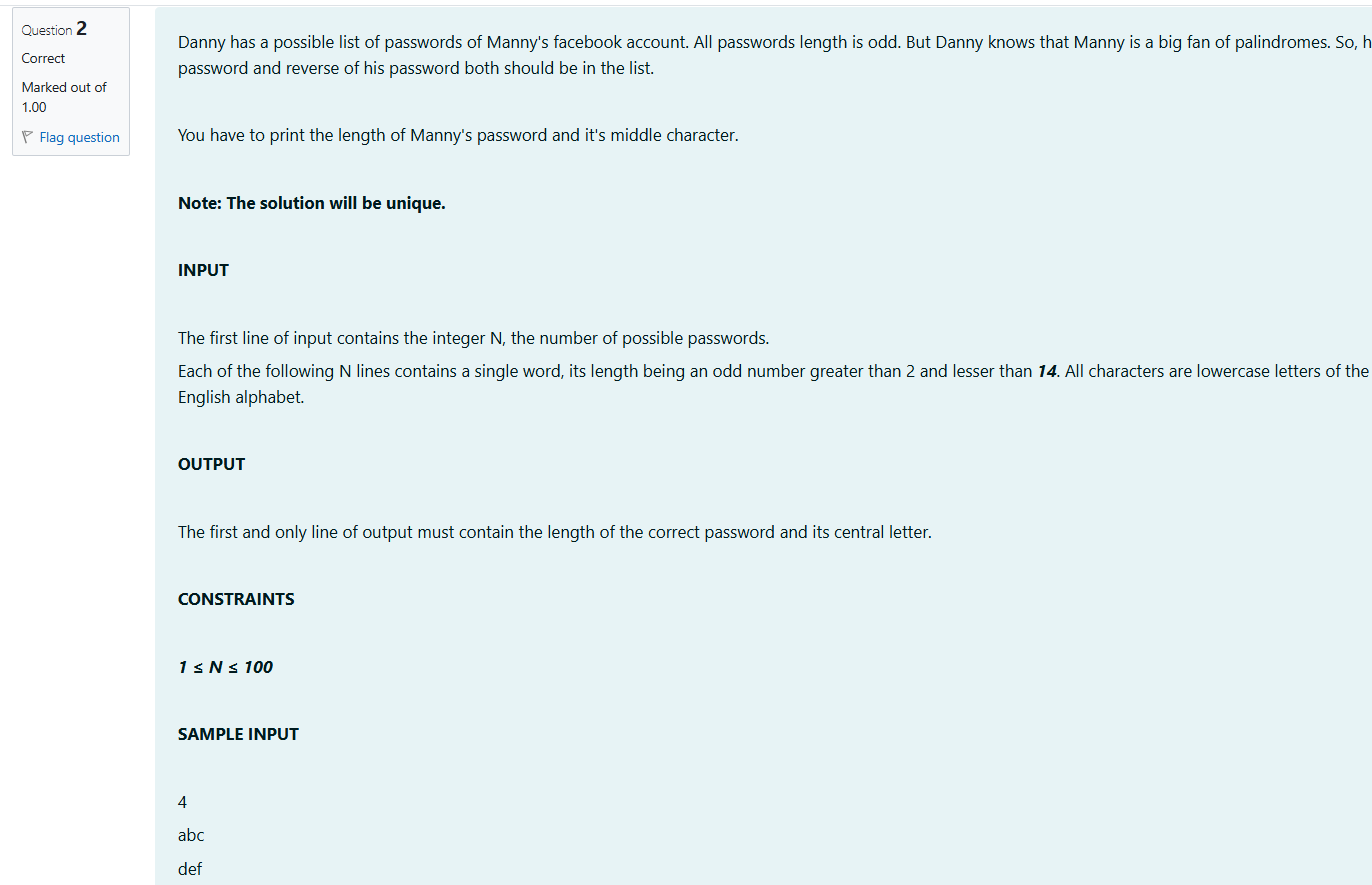 Question 2
Correct
Marked out of
1.00
Flag question
Danny has a possible list of passwords of Manny's facebook account. All passwords length is odd. But Danny knows that Manny is a big fan of palindromes. So,
password and reverse of his password both should be in the list.
You have to print the length of Manny's password and it's middle character.
Note: The solution will be unique.
INPUT
The first line of input contains the integer N, the number of possible passwords.
Each of the following N lines contains a single word, its length being an odd number greater than 2 and lesser than 14. All characters are lowercase letters of the
English alphabet.
OUTPUT
The first and only line of output must contain the length of the correct password and its central letter.
CONSTRAINTS
1 ≤ N ≤ 100
SAMPLE INPUT
4
abc
def